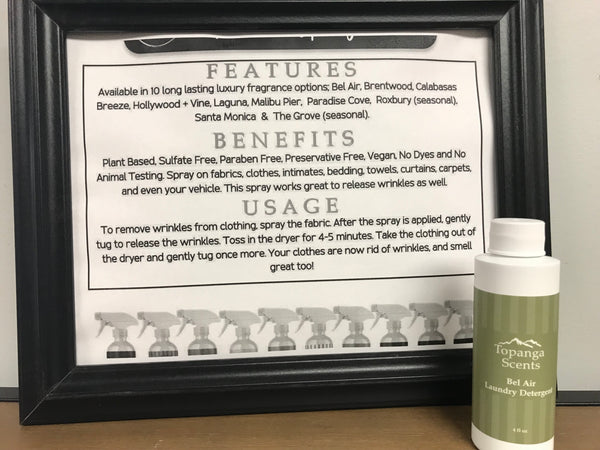 FEATURES
Available in 10 long lasting luxury fragrance options; Bel Air, Brentwood, Calabasas
Breeze, Hollywood + Vine, Laguna, Malibu Pier, Paradise Cove, Roxbury (seasonal),
Santa Monica & The Grove (seasonal).
BENEFITS
Plant Based, Sulfate Free, Paraben Free, Preservative Free, Vegan, No Dyes and No
Animal Testing. Spray on fabrics, clothes, intimates, bedding, towels, curtains, carpets,
and even your vehicle. This spray works great to release wrinkles as well.
USAGE
To remove wrinkles from clothing, spray the fabric. After the spray is applied, gently
tug to release the wrinkles. Toss in the dryer for 4-5 minutes. Take the clothing out of
the dryer and gently tug once more. Your clothes are now rid of wrinkles, and smell
great too!
Topanga
Scents
Bel Air
Laundry Detergent
4 fl oz